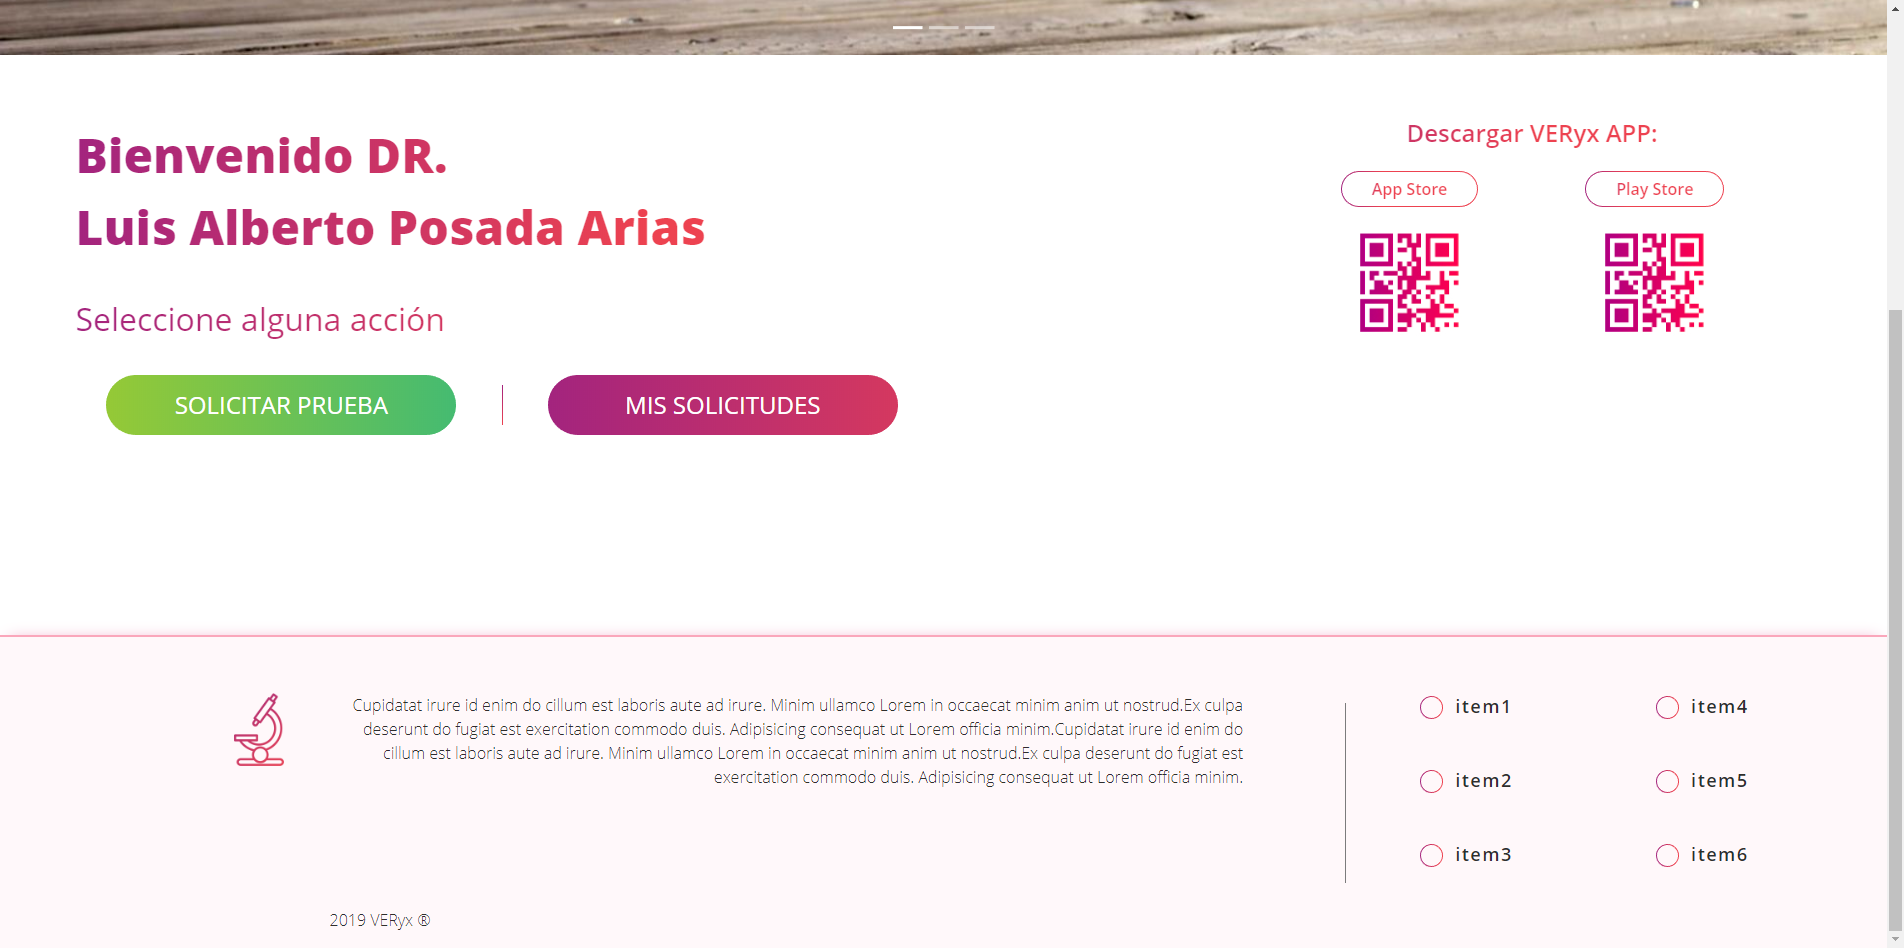 Bienvenido DR.
Luis Alberto Posada Arias
Seleccione alguna acción
SOLICITAR PRUEBA
MIS SOLICITUDES
Descargar VERyx APP:
App Store
Play Store
Cupidatat irure id enim do cillum est laboris aute ad irure. Minim ullamco Lorem in occaecat minim anim ut nostrud.Ex culpa
deserunt do fugiat est exercitation commodo duis. Adipisicing consequat ut Lorem officia minim.Cupidatat irure id enim do
cillum est laboris aute ad irure. Minim ullamco Lorem in occaecat minim anim ut nostrud.Ex culpa deserunt do fugiat est
exercitation commodo duis. Adipisicing consequat ut Lorem officia minim.
item1
item2
item3
item4
item5
item6
2019 VERyx ®